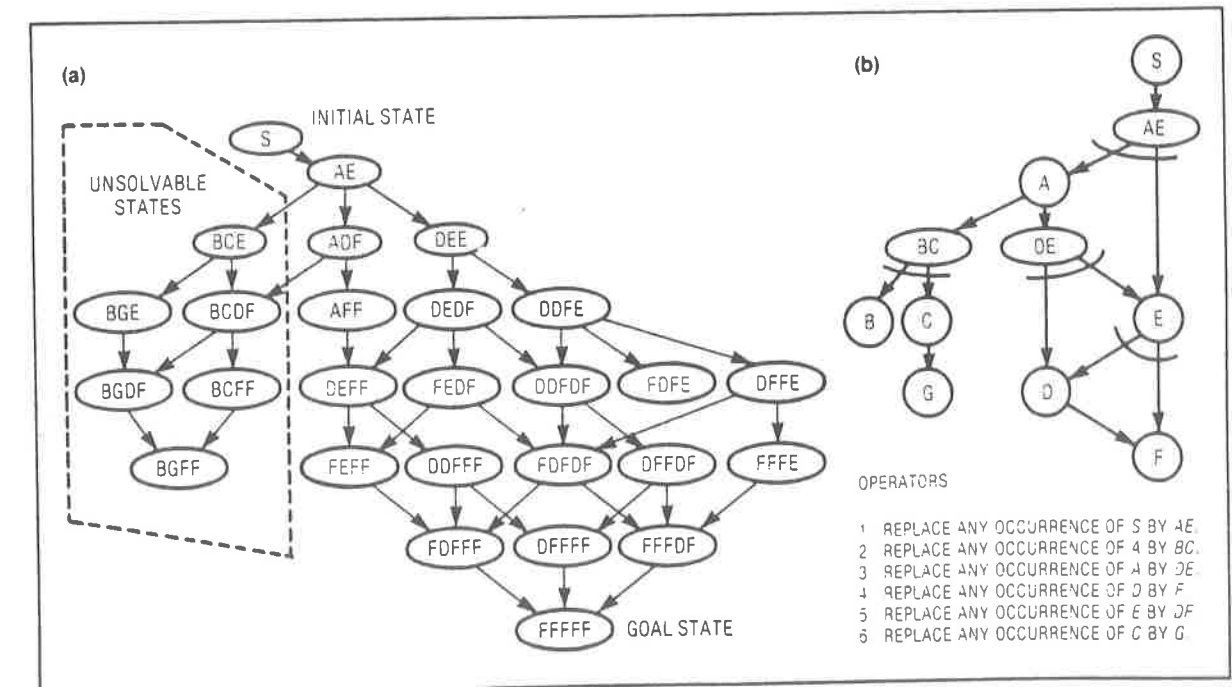 (a)
INITIAL STATE
S
AE
UNSOLVABLE
STATES
BCE
ADF
DEE
BGE
BCDF
AFF
DEDF
DDFE
BGDF
BCFF
DEFF
FEDF
DDFDF
FDFE
DFFE
BGFF
FEFF
DDFFF
FDFDF
DFFDF
FFFE
FDFFF
DFFFF
FFFDF
FFFFF
GOAL STATE
(b)
S
AE
A
BC
DE
B
C
E
G
D
F
OPERATORS
1 REPLACE ANY OCCURRENCE OF S BY AE.
2 REPLACE ANY OCCURRENCE OF A BY BC.
3 REPLACE ANY OCCURRENCE OF A BY DE.
4 REPLACE ANY OCCURRENCE OF D BY F.
5 REPLACE ANY OCCURRENCE OF E BY DF.
6 REPLACE ANY OCCURRENCE OF C BY G.